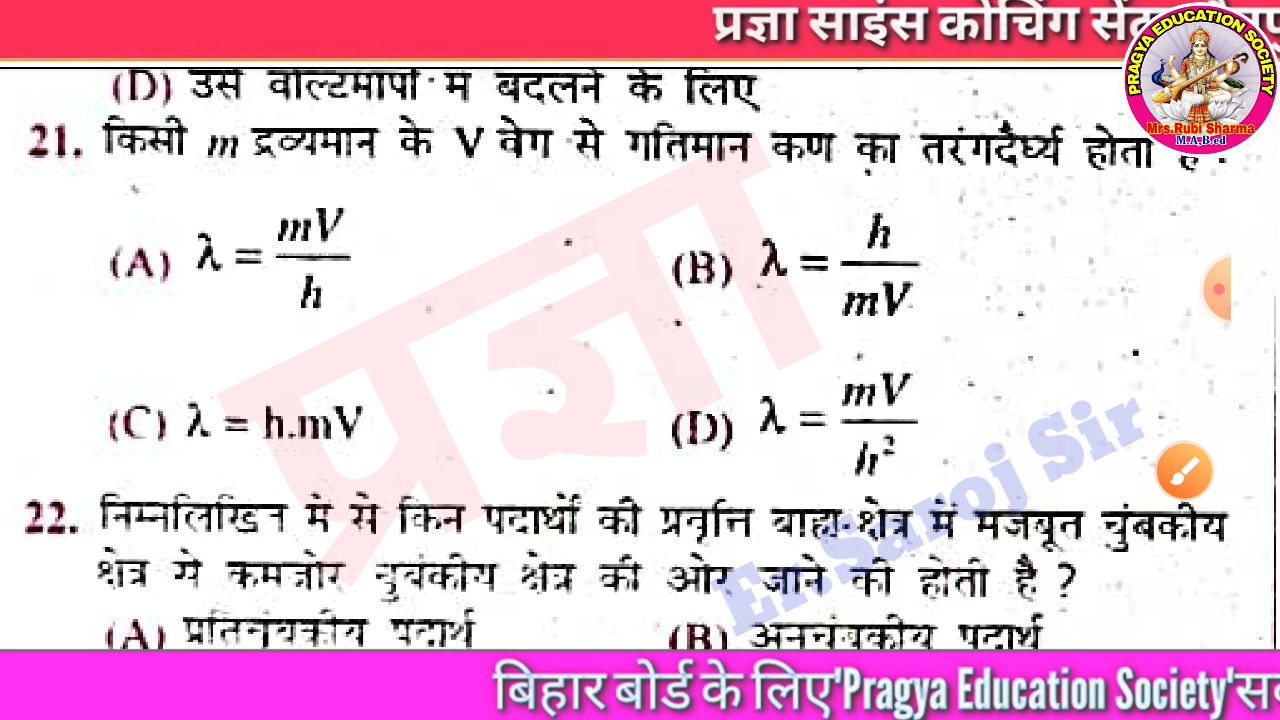 प्रज्ञा साइंस कोचिंग
PRAGYA EDUCATION SOCIETY
Mrs.Rubi Sharma
M.A,B.ed
(D) उसे वोल्टमापी में बदलने के लिए
21. किसी m द्रव्यमान के V वेग से गतिमान कण का तरंगदैर्ध्य होता है :
(A) λ = mV/h (B) λ = h/mV
(C) λ = h.mV (D) λ = mV/h²
22. निम्नलिखित में से किन पदार्थों की प्रवृत्ति बाह्य क्षेत्र में मजबूत चुंबकीय
क्षेत्र से कमजोर चुबंकीय क्षेत्र की ओर जाने की होती है ?
(A) प्रतिचुंबकीय पदार्थ (B) अनुचुंबकीय पदार्थ
प्रज्ञा
Er.Saroj Sir
बिहार बोर्ड के लिए'Pragya Education Society'